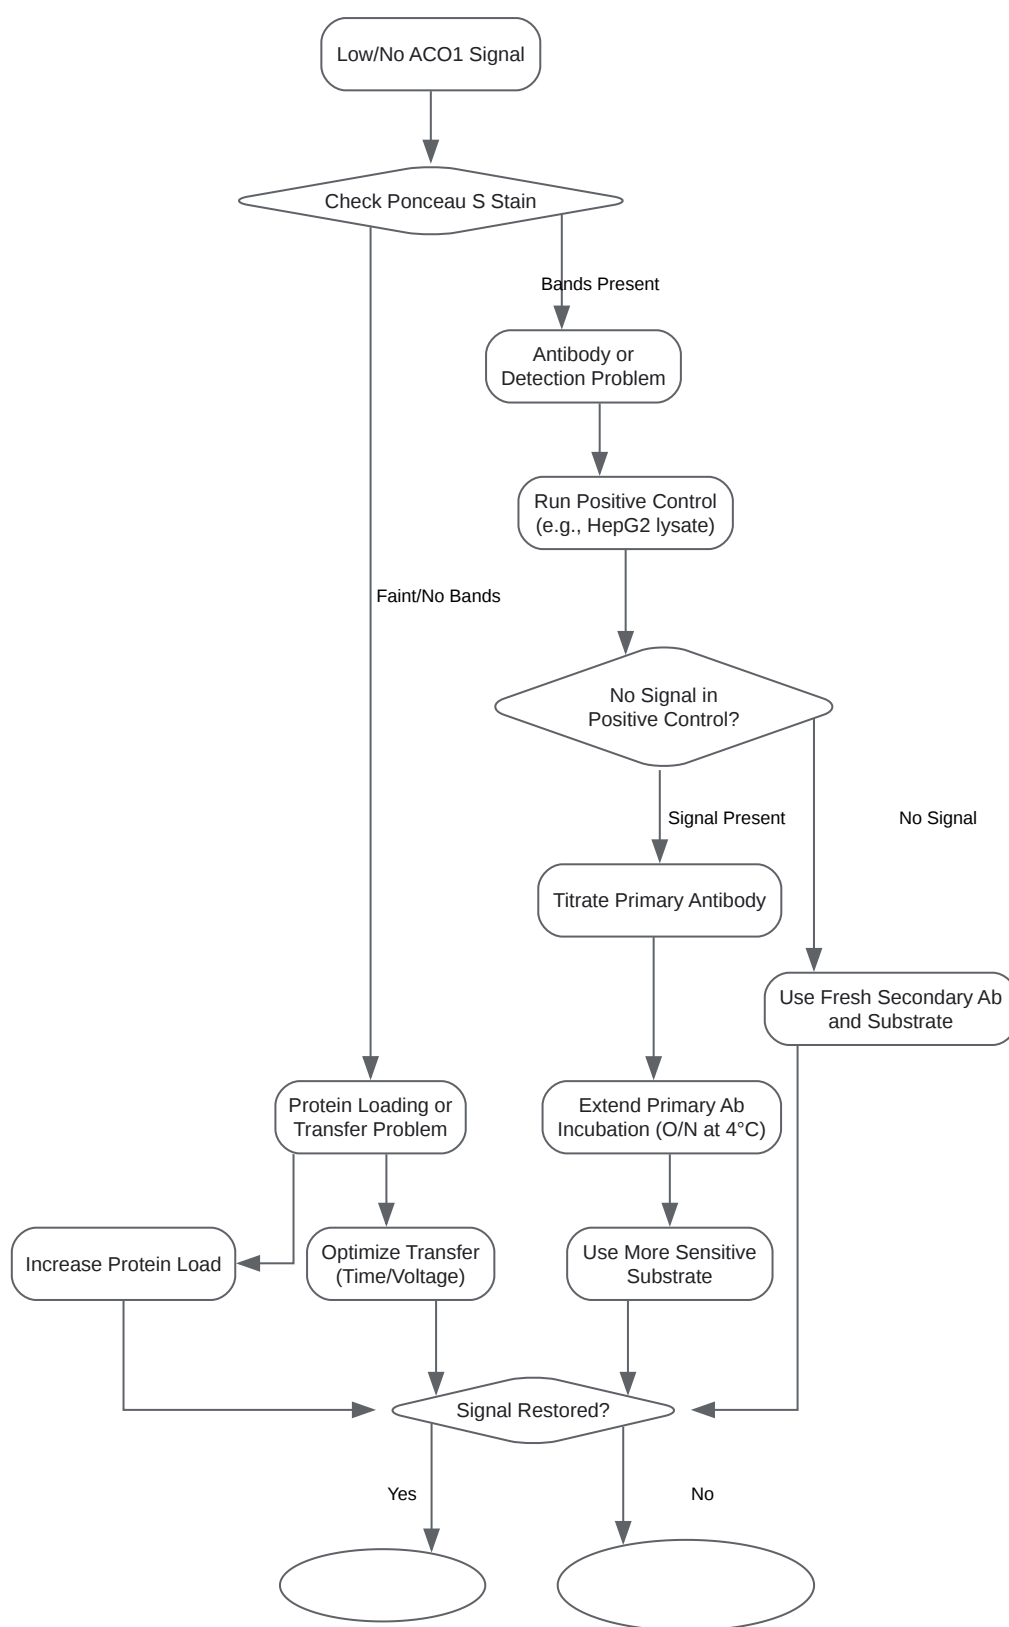 Low/No ACO1 Signal
Check Ponceau S Stain
Bands Present
Antibody or
Detection Problem
Run Positive Control
(e.g., HepG2 lysate)
Faint/No Bands
No Signal in
Positive Control?
Signal Present
No Signal
Titrate Primary Antibody
Use Fresh Secondary Ab
and Substrate
Protein Loading or
Transfer Problem
Extend Primary Ab
Incubation (O/N at 4°C)
Increase Protein Load
Optimize Transfer
(Time/Voltage)
Use More Sensitive
Substrate
Signal Restored?
Yes
No